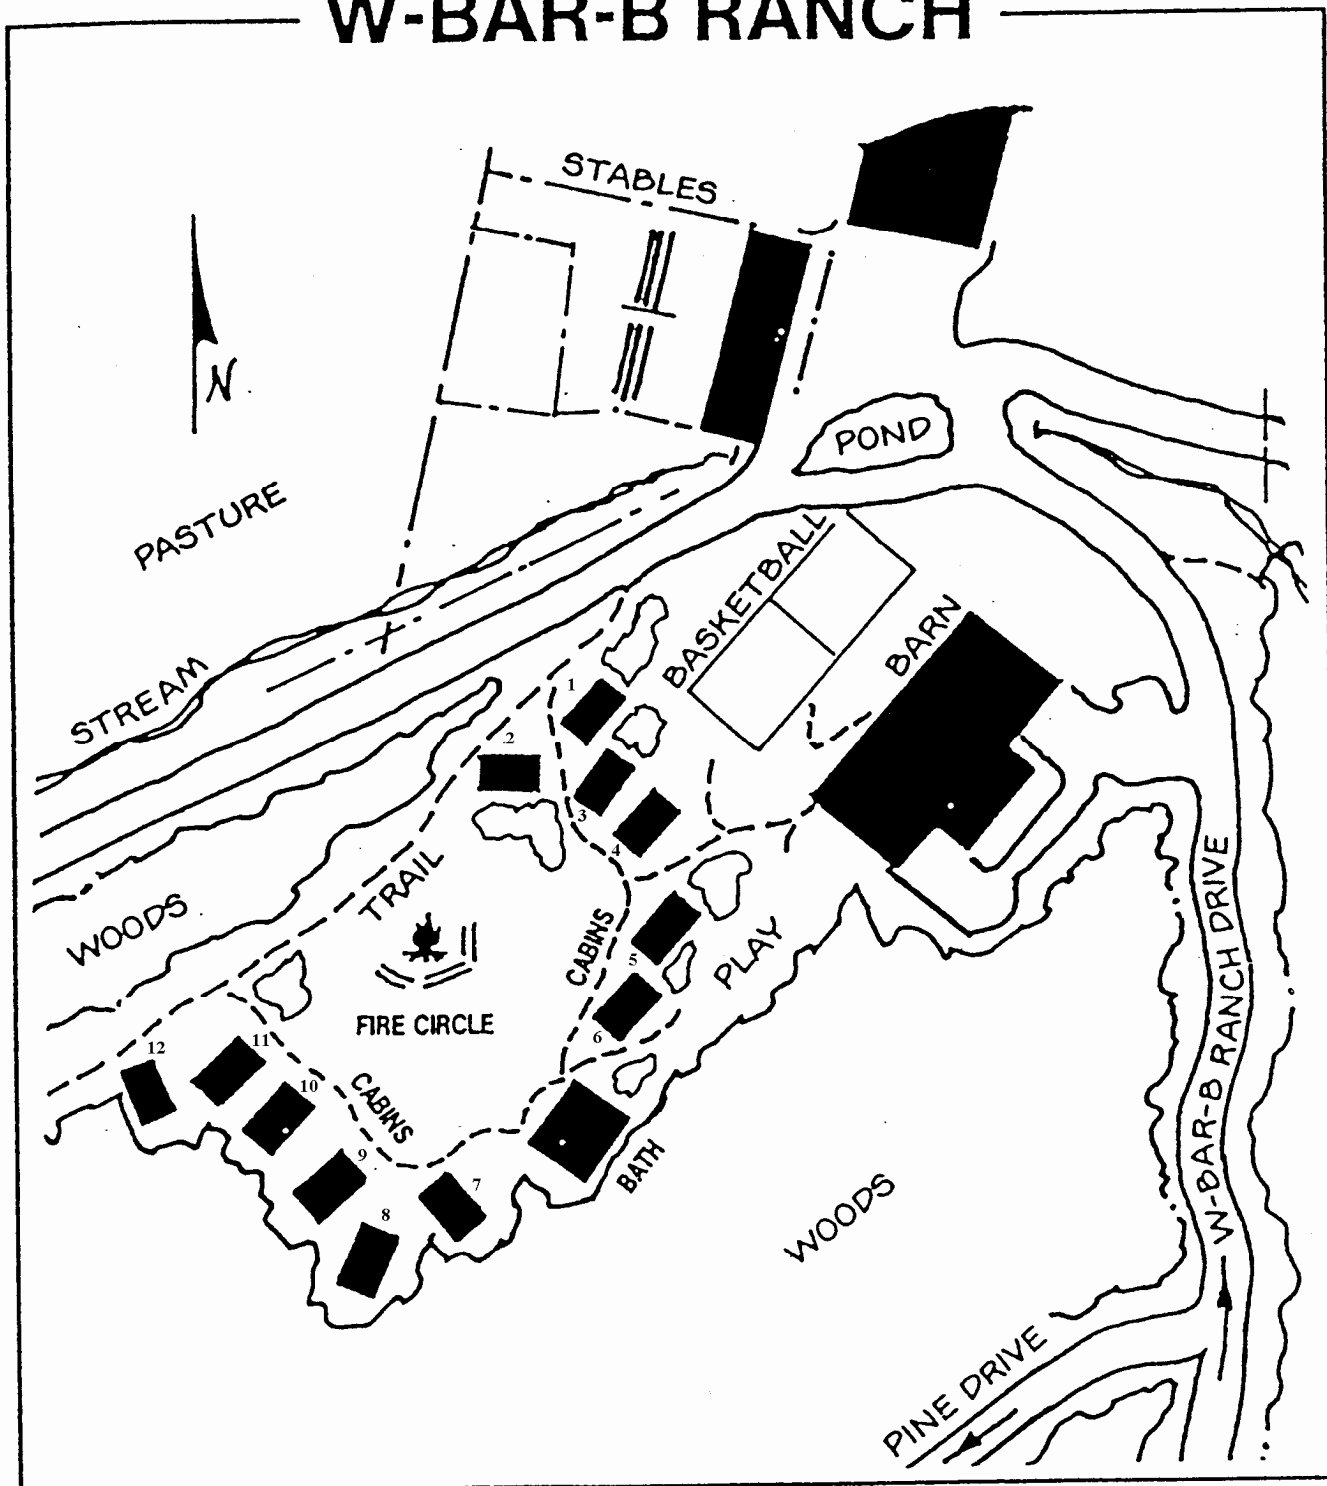 W-BAR-B RANCH
STABLES
N
POND
PASTURE
BASKETBALL
BARN
STREAM
1
.2
3
4
TRAIL
WOODS
CABINS
5
PLAY
6
FIRE CIRCLE
W-BAR-B RANCH DRIVE
12
11
10
CABINS
9
7
8
BATH
WOODS
PINE DRIVE